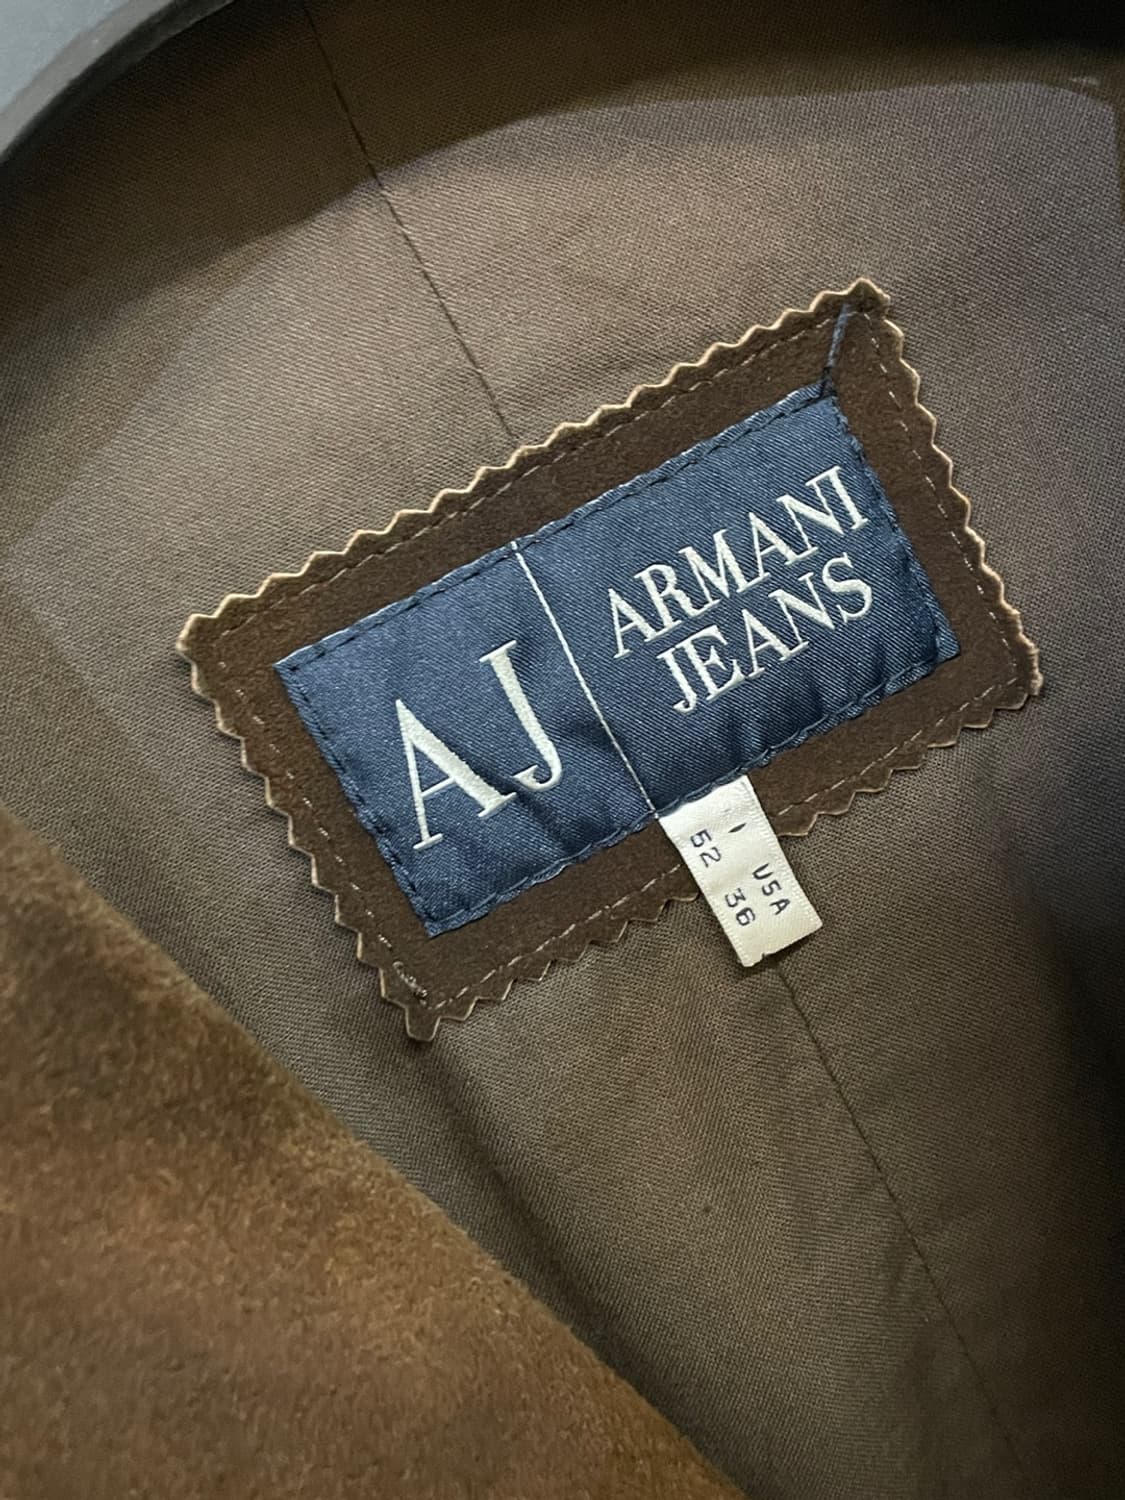 AJ
ARMANI
JEANS
I USA
52 36